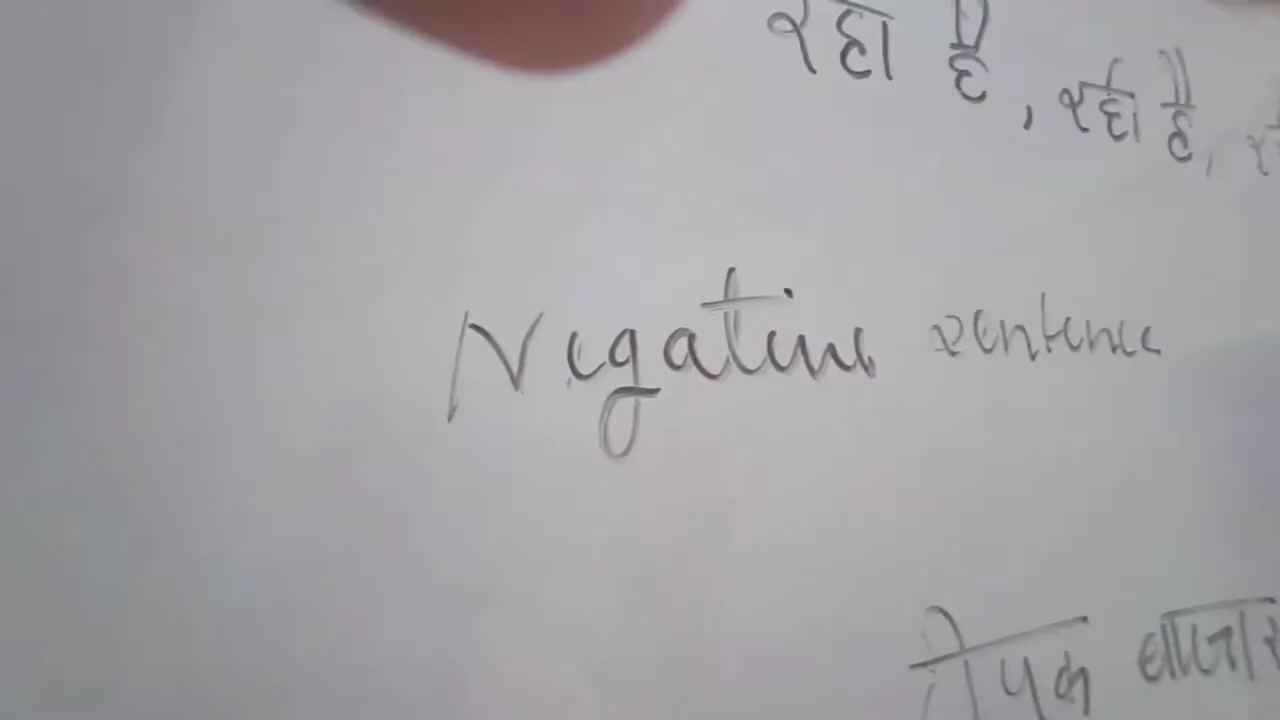 रहा है, रहीं है,
Negative sentence
बाजार